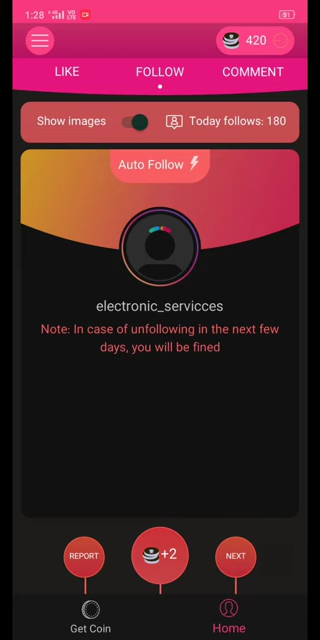 1:28
91
420
LIKE FOLLOW COMMENT
Show images Today follows: 180
Auto Follow
electronic_servicces
Note: In case of unfollowing in the next few
days, you will be fined
REPORT +2 NEXT
Get Coin Home